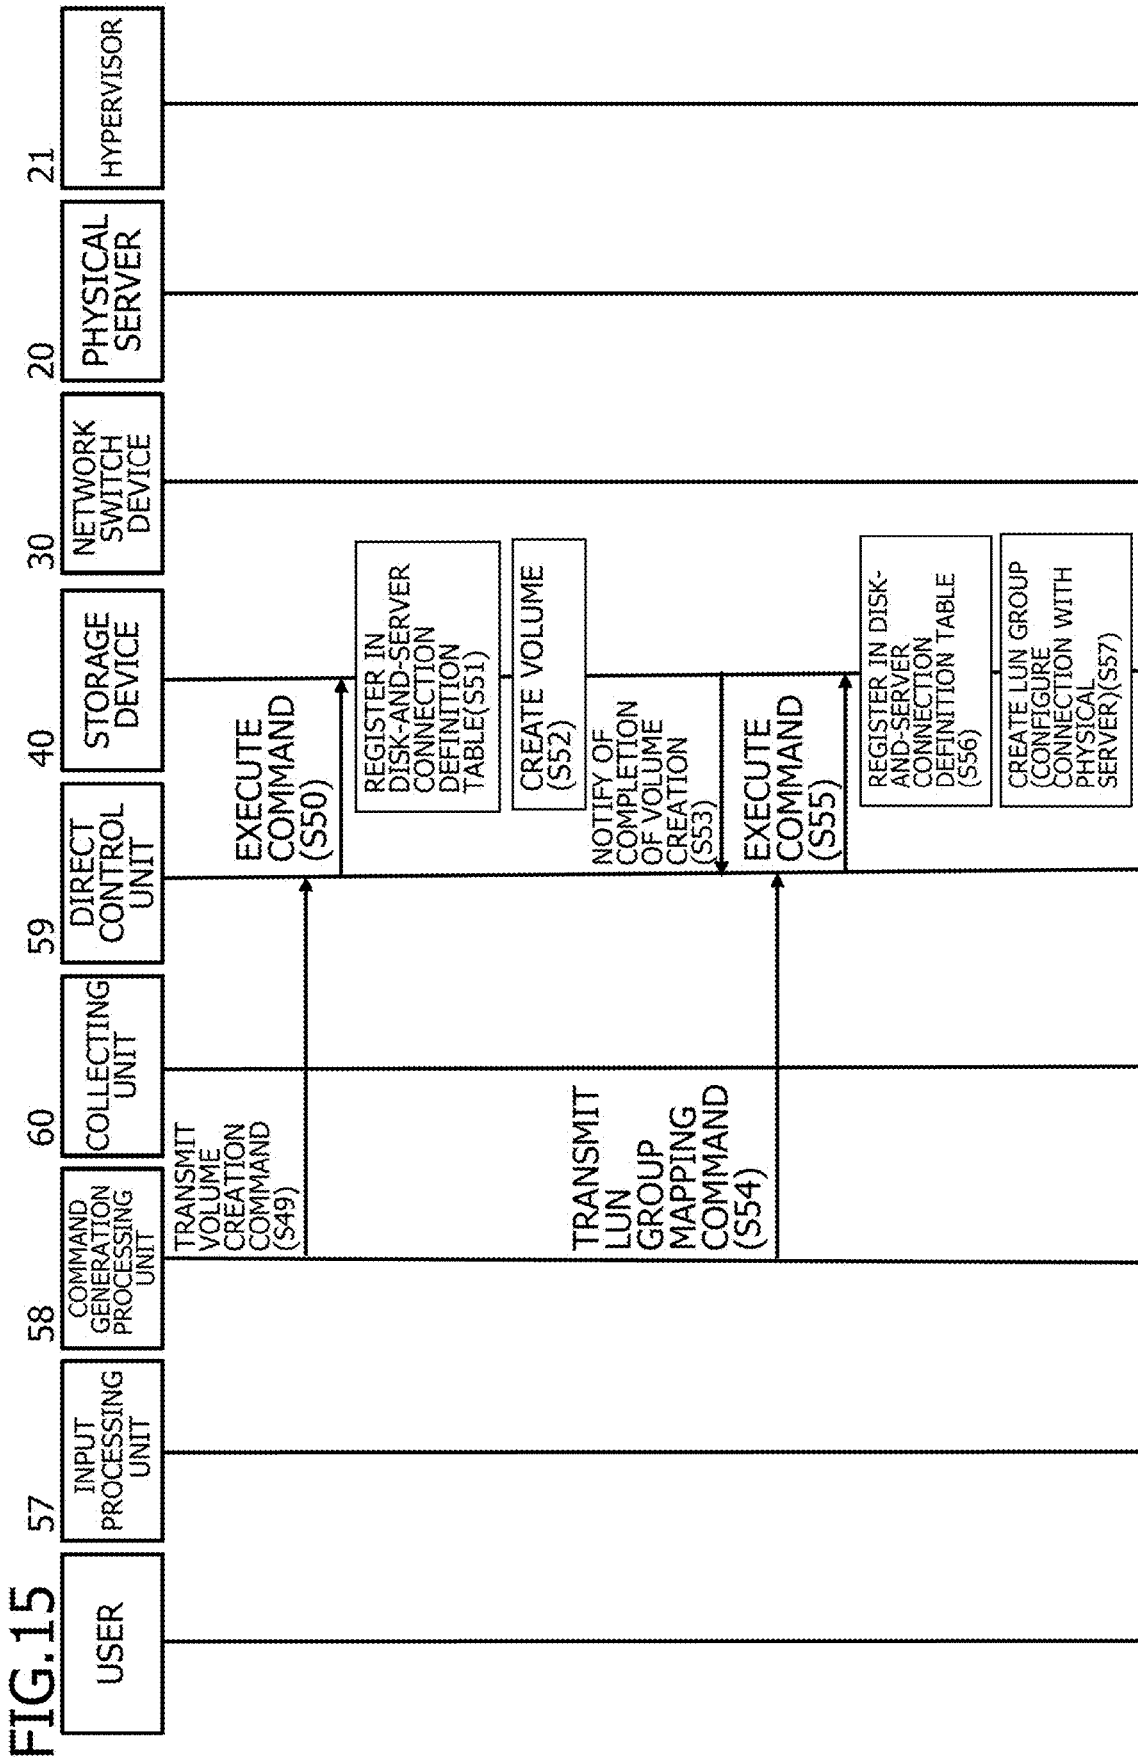 FIG.15
USER
57
INPUT
PROCESSING
UNIT
58
COMMAND
GENERATION
PROCESSING
UNIT
60
COLLECTING
UNIT
59
DIRECT
CONTROL
UNIT
40
STORAGE
DEVICE
30
NETWORK
SWITCH
DEVICE
20
PHYSICAL
SERVER
21
HYPERVISOR
TRANSMIT
VOLUME
CREATION
COMMAND
(S49)
EXECUTE
COMMAND
(S50)
REGISTER IN
DISK-AND-SERVER
CONNECTION
DEFINITION
TABLE(S51)
CREATE VOLUME
(S52)
NOTIFY OF
COMPLETION
OF VOLUME
CREATION
(S53)
TRANSMIT
LUN
GROUP
MAPPING
COMMAND
(S54)
EXECUTE
COMMAND
(S55)
REGISTER IN DISK-
AND-SERVER
CONNECTION
DEFINITION TABLE
(S56)
CREATE LUN GROUP
(CONFIGURE
CONNECTION WITH
PHYSICAL
SERVER)(S57)